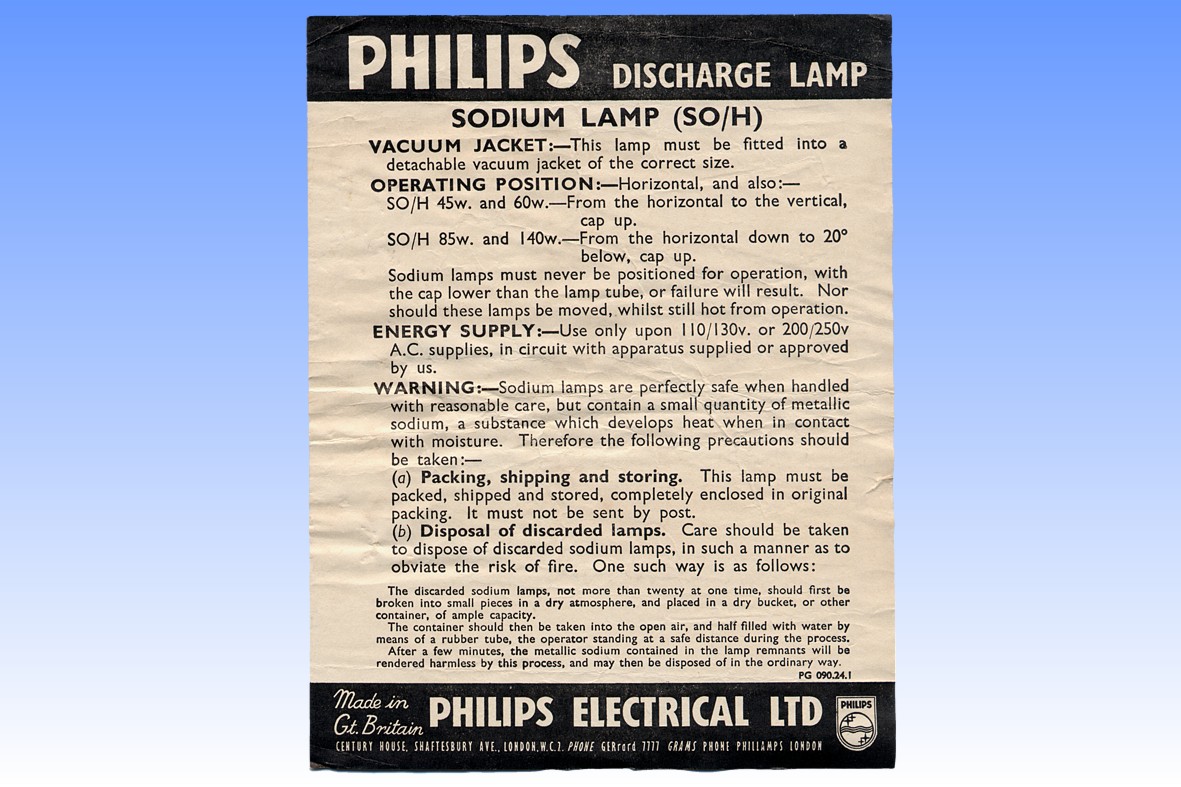 PHILIPS DISCHARGE LAMP
SODIUM LAMP (SO/H)
VACUUM JACKET:—This lamp must be fitted into a
detachable vacuum jacket of the correct size.
OPERATING POSITION:—Horizontal, and also:—
SO/H 45w. and 60w.—From the horizontal to the vertical,
cap up.
SO/H 85w. and 140w.—From the horizontal down to 20°
below, cap up.
Sodium lamps must never be positioned for operation, with
the cap lower than the lamp tube, or failure will result. Nor
should these lamps be moved, whilst still hot from operation.
ENERGY SUPPLY:—Use only upon 110/130v. or 200/250v
A.C. supplies, in circuit with apparatus supplied or approved
by us.
WARNING:—Sodium lamps are perfectly safe when handled
with reasonable care, but contain a small quantity of metallic
sodium, a substance which develops heat when in contact
with moisture. Therefore the following precautions should
be taken:—
(a) Packing, shipping and storing. This lamp must be
packed, shipped and stored, completely enclosed in original
packing. It must not be sent by post.
(b) Disposal of discarded lamps. Care should be taken
to dispose of discarded sodium lamps, in such a manner as to
obviate the risk of fire. One such way is as follows:
The discarded sodium lamps, not more than twenty at one time, should first be
broken into small pieces in a dry atmosphere, and placed in a dry bucket, or other
container, of ample capacity.
The container should then be taken into the open air, and half filled with water by
means of a rubber tube, the operator standing at a safe distance during the process.
After a few minutes, the metallic sodium contained in the lamp remnants will be
rendered harmless by this process, and may then be disposed of in the ordinary way.
PG 090.24.1
Made in
Gt. Britain
PHILIPS ELECTRICAL LTD
PHILIPS
CENTURY HOUSE, SHAFTESBURY AVE., LONDON, W.C.2. PHONE GERrard 7777 GRAMS PHONE PHILLAMPS LONDON